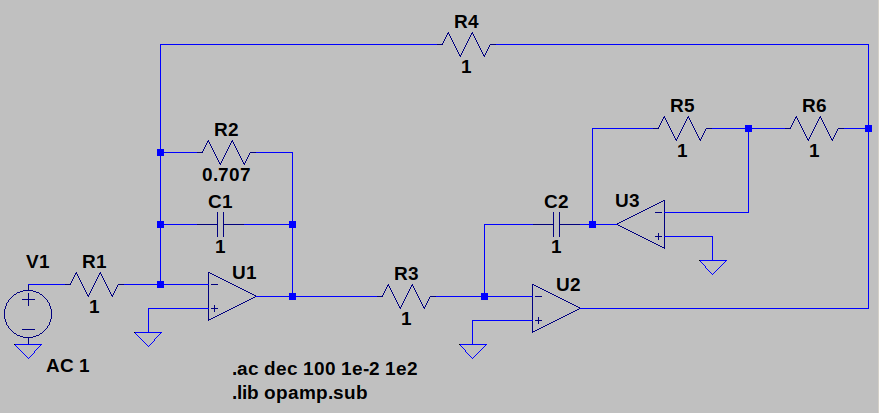 R4
1
R5
R6
1
1
R2
0.707
C1
1
C2
U3
1
V1
R1
1
U1
R3
1
U2
AC 1
.ac dec 100 1e-2 1e2
.lib opamp.sub